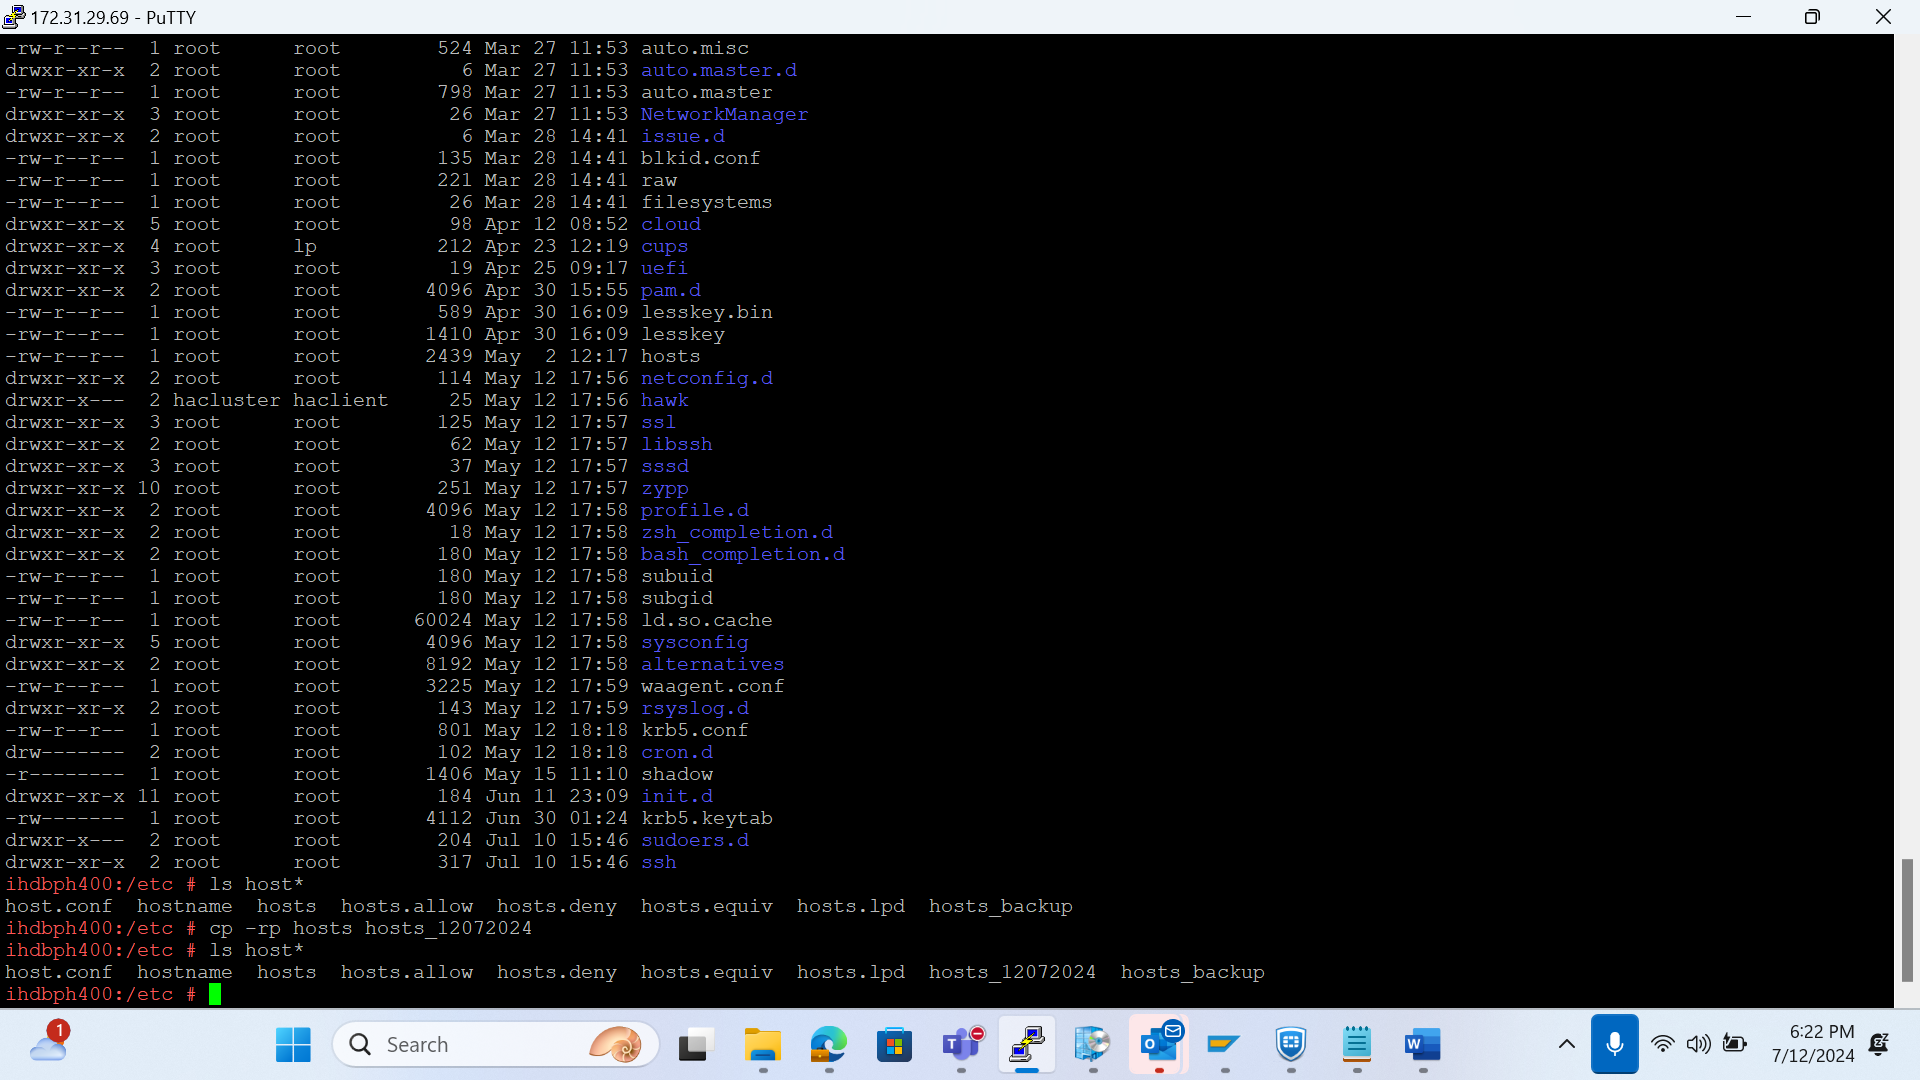 172.31.29.69 - PuTTY
-rw-r--r--  1 root      root        524 Mar 27 11:53 auto.misc
drwxr-xr-x  2 root      root          6 Mar 27 11:53 auto.master.d
-rw-r--r--  1 root      root        798 Mar 27 11:53 auto.master
drwxr-xr-x  3 root      root         26 Mar 27 11:53 NetworkManager
drwxr-xr-x  2 root      root          6 Mar 28 14:41 issue.d
-rw-r--r--  1 root      root        135 Mar 28 14:41 blkid.conf
-rw-r--r--  1 root      root        221 Mar 28 14:41 raw
-rw-r--r--  1 root      root         26 Mar 28 14:41 filesystems
drwxr-xr-x  5 root      root         98 Apr 12 08:52 cloud
drwxr-xr-x  4 root      lp          212 Apr 23 12:19 cups
drwxr-xr-x  3 root      root         19 Apr 25 09:17 uefi
drwxr-xr-x  2 root      root       4096 Apr 30 15:55 pam.d
-rw-r--r--  1 root      root        589 Apr 30 16:09 lesskey.bin
-rw-r--r--  1 root      root       1410 Apr 30 16:09 lesskey
-rw-r--r--  1 root      root       2439 May  2 12:17 hosts
drwxr-xr-x  2 root      root        114 May 12 17:56 netconfig.d
drwxr-x---  2 hacluster haclient     25 May 12 17:56 hawk
drwxr-xr-x  3 root      root        125 May 12 17:57 ssl
drwxr-xr-x  2 root      root         62 May 12 17:57 libssh
drwxr-xr-x  3 root      root         37 May 12 17:57 sssd
drwxr-xr-x 10 root      root        251 May 12 17:57 zypp
drwxr-xr-x  2 root      root       4096 May 12 17:58 profile.d
drwxr-xr-x  2 root      root         18 May 12 17:58 zsh_completion.d
drwxr-xr-x  2 root      root        180 May 12 17:58 bash_completion.d
-rw-r--r--  1 root      root        180 May 12 17:58 subuid
-rw-r--r--  1 root      root        180 May 12 17:58 subgid
-rw-r--r--  1 root      root      60024 May 12 17:58 ld.so.cache
drwxr-xr-x  5 root      root       4096 May 12 17:58 sysconfig
drwxr-xr-x  2 root      root       8192 May 12 17:58 alternatives
-rw-r--r--  1 root      root       3225 May 12 17:59 waagent.conf
drwxr-xr-x  2 root      root        143 May 12 17:59 rsyslog.d
-rw-r--r--  1 root      root        801 May 12 18:18 krb5.conf
drw-------  2 root      root        102 May 12 18:18 cron.d
-r--------  1 root      root       1406 May 15 11:10 shadow
drwxr-xr-x 11 root      root        184 Jun 11 23:09 init.d
-rw-------  1 root      root       4112 Jun 30 01:24 krb5.keytab
drwxr-x---  2 root      root        204 Jul 10 15:46 sudoers.d
drwxr-xr-x  2 root      root        317 Jul 10 15:46 ssh
ihdbph400:/etc # ls host*
host.conf  hostname  hosts  hosts.allow  hosts.deny  hosts.equiv  hosts.lpd  hosts_backup
ihdbph400:/etc # cp -rp hosts hosts_12072024
ihdbph400:/etc # ls host*
host.conf  hostname  hosts  hosts.allow  hosts.deny  hosts.equiv  hosts.lpd  hosts_12072024  hosts_backup
ihdbph400:/etc #
1
Search
6:22 PM
7/12/2024